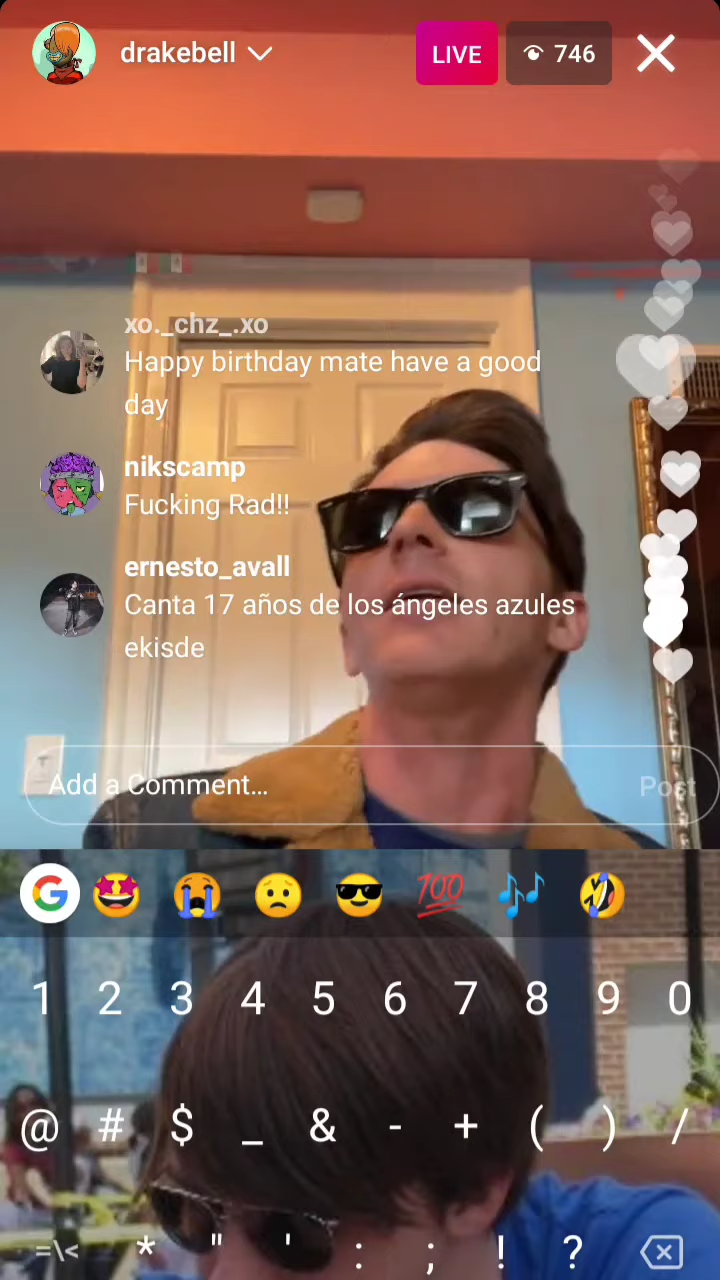 drakebell
LIVE
746
xo._chz_.xo
Happy birthday mate have a good
day
nikscamp
Fucking Rad!!
ernesto_avall
Canta 17 años de los ángeles azules
ekisde
Add a Comment...
Post
G 🤩 😭 😟 😎 💯 🎶 🤣
1 2 3 4 5 6 7 8 9 0
@ # $ _ & - + ( ) /
=\< * " ' : ; ! ?